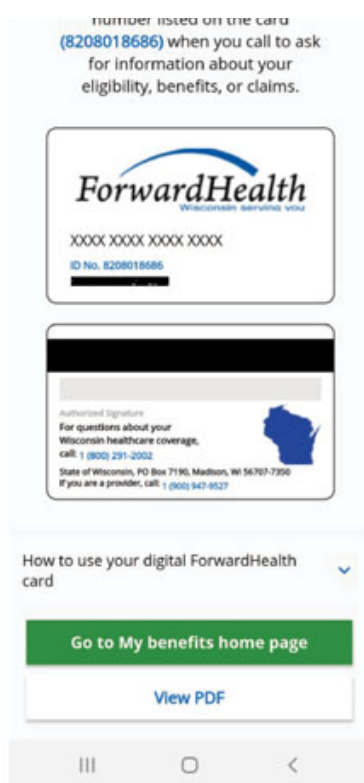 number listed on the card
(8208018686) when you call to ask
for information about your
eligibility, benefits, or claims.
ForwardHealth
Wisconsin serving you
XXXX XXXX XXXX XXXX
ID No. 8208018686
Authorized Signature
For questions about your
Wisconsin healthcare coverage,
call: 1 (800) 291-2002
State of Wisconsin, PO Box 7190, Madison, WI 56707-7350
If you are a provider, call: 1 (900) 947-9527
How to use your digital ForwardHealth
card
Go to My benefits home page
View PDF